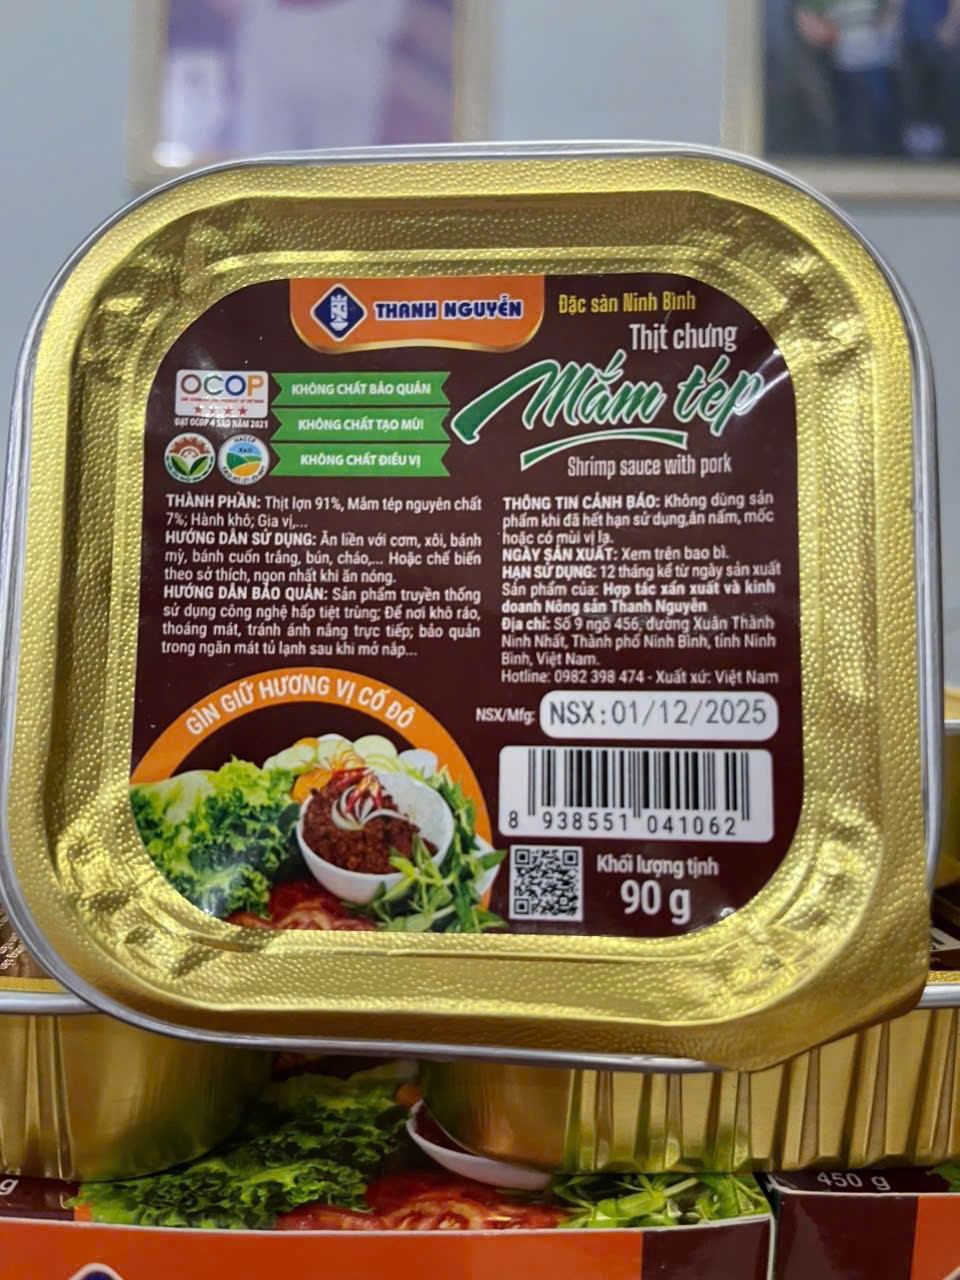 THANH NGUYÊN
Đặc sản Ninh Bình
Thịt chưng
Mắm tép
Shrimp sauce with pork
OCOP
ĐẠT OCOP 4 SAO NĂM 2021
HACCP
KHÔNG CHẤT BẢO QUẢN
KHÔNG CHẤT TẠO MÙI
KHÔNG CHẤT ĐIỀU VỊ
THÀNH PHẦN: Thịt lợn 91%, Mắm tép nguyên chất
7%; Hành khô; Gia vị,...
HƯỚNG DẪN SỬ DỤNG: Ăn liền với cơm, xôi, bánh
mỳ, bánh cuốn trắng, bún, cháo,... Hoặc chế biến
theo sở thích, ngon nhất khi ăn nóng.
HƯỚNG DẪN BẢO QUẢN: Sản phẩm truyền thống
sử dụng công nghệ hấp tiệt trùng; Để nơi khô ráo,
thoáng mát, tránh ánh nắng trực tiếp; bảo quản
trong ngăn mát tủ lạnh sau khi mở nắp...
THÔNG TIN CẢNH BÁO: Không dùng sản
phẩm khi đã hết hạn sử dụng,ẩn nấm, mốc
hoặc có mùi vị lạ.
NGÀY SẢN XUẤT: Xem trên bao bì.
HẠN SỬ DỤNG: 12 tháng kể từ ngày sản xuất
Sản phẩm của: Hợp tác xấn xuất và kinh
doanh Nông sản Thanh Nguyên
Địa chỉ: Số 9 ngõ 456, đường Xuân Thành
Ninh Nhất, Thành phố Ninh Bình, tỉnh Ninh
Bình, Việt Nam.
Hotline: 0982 398 474 - Xuất xứ: Việt Nam
NSX/Mfg: NSX:01/12/2025
8 938551 041062
Khối lượng tịnh
90 g
GÌN GIỮ HƯƠNG VỊ CỐ ĐÔ
g
450 g